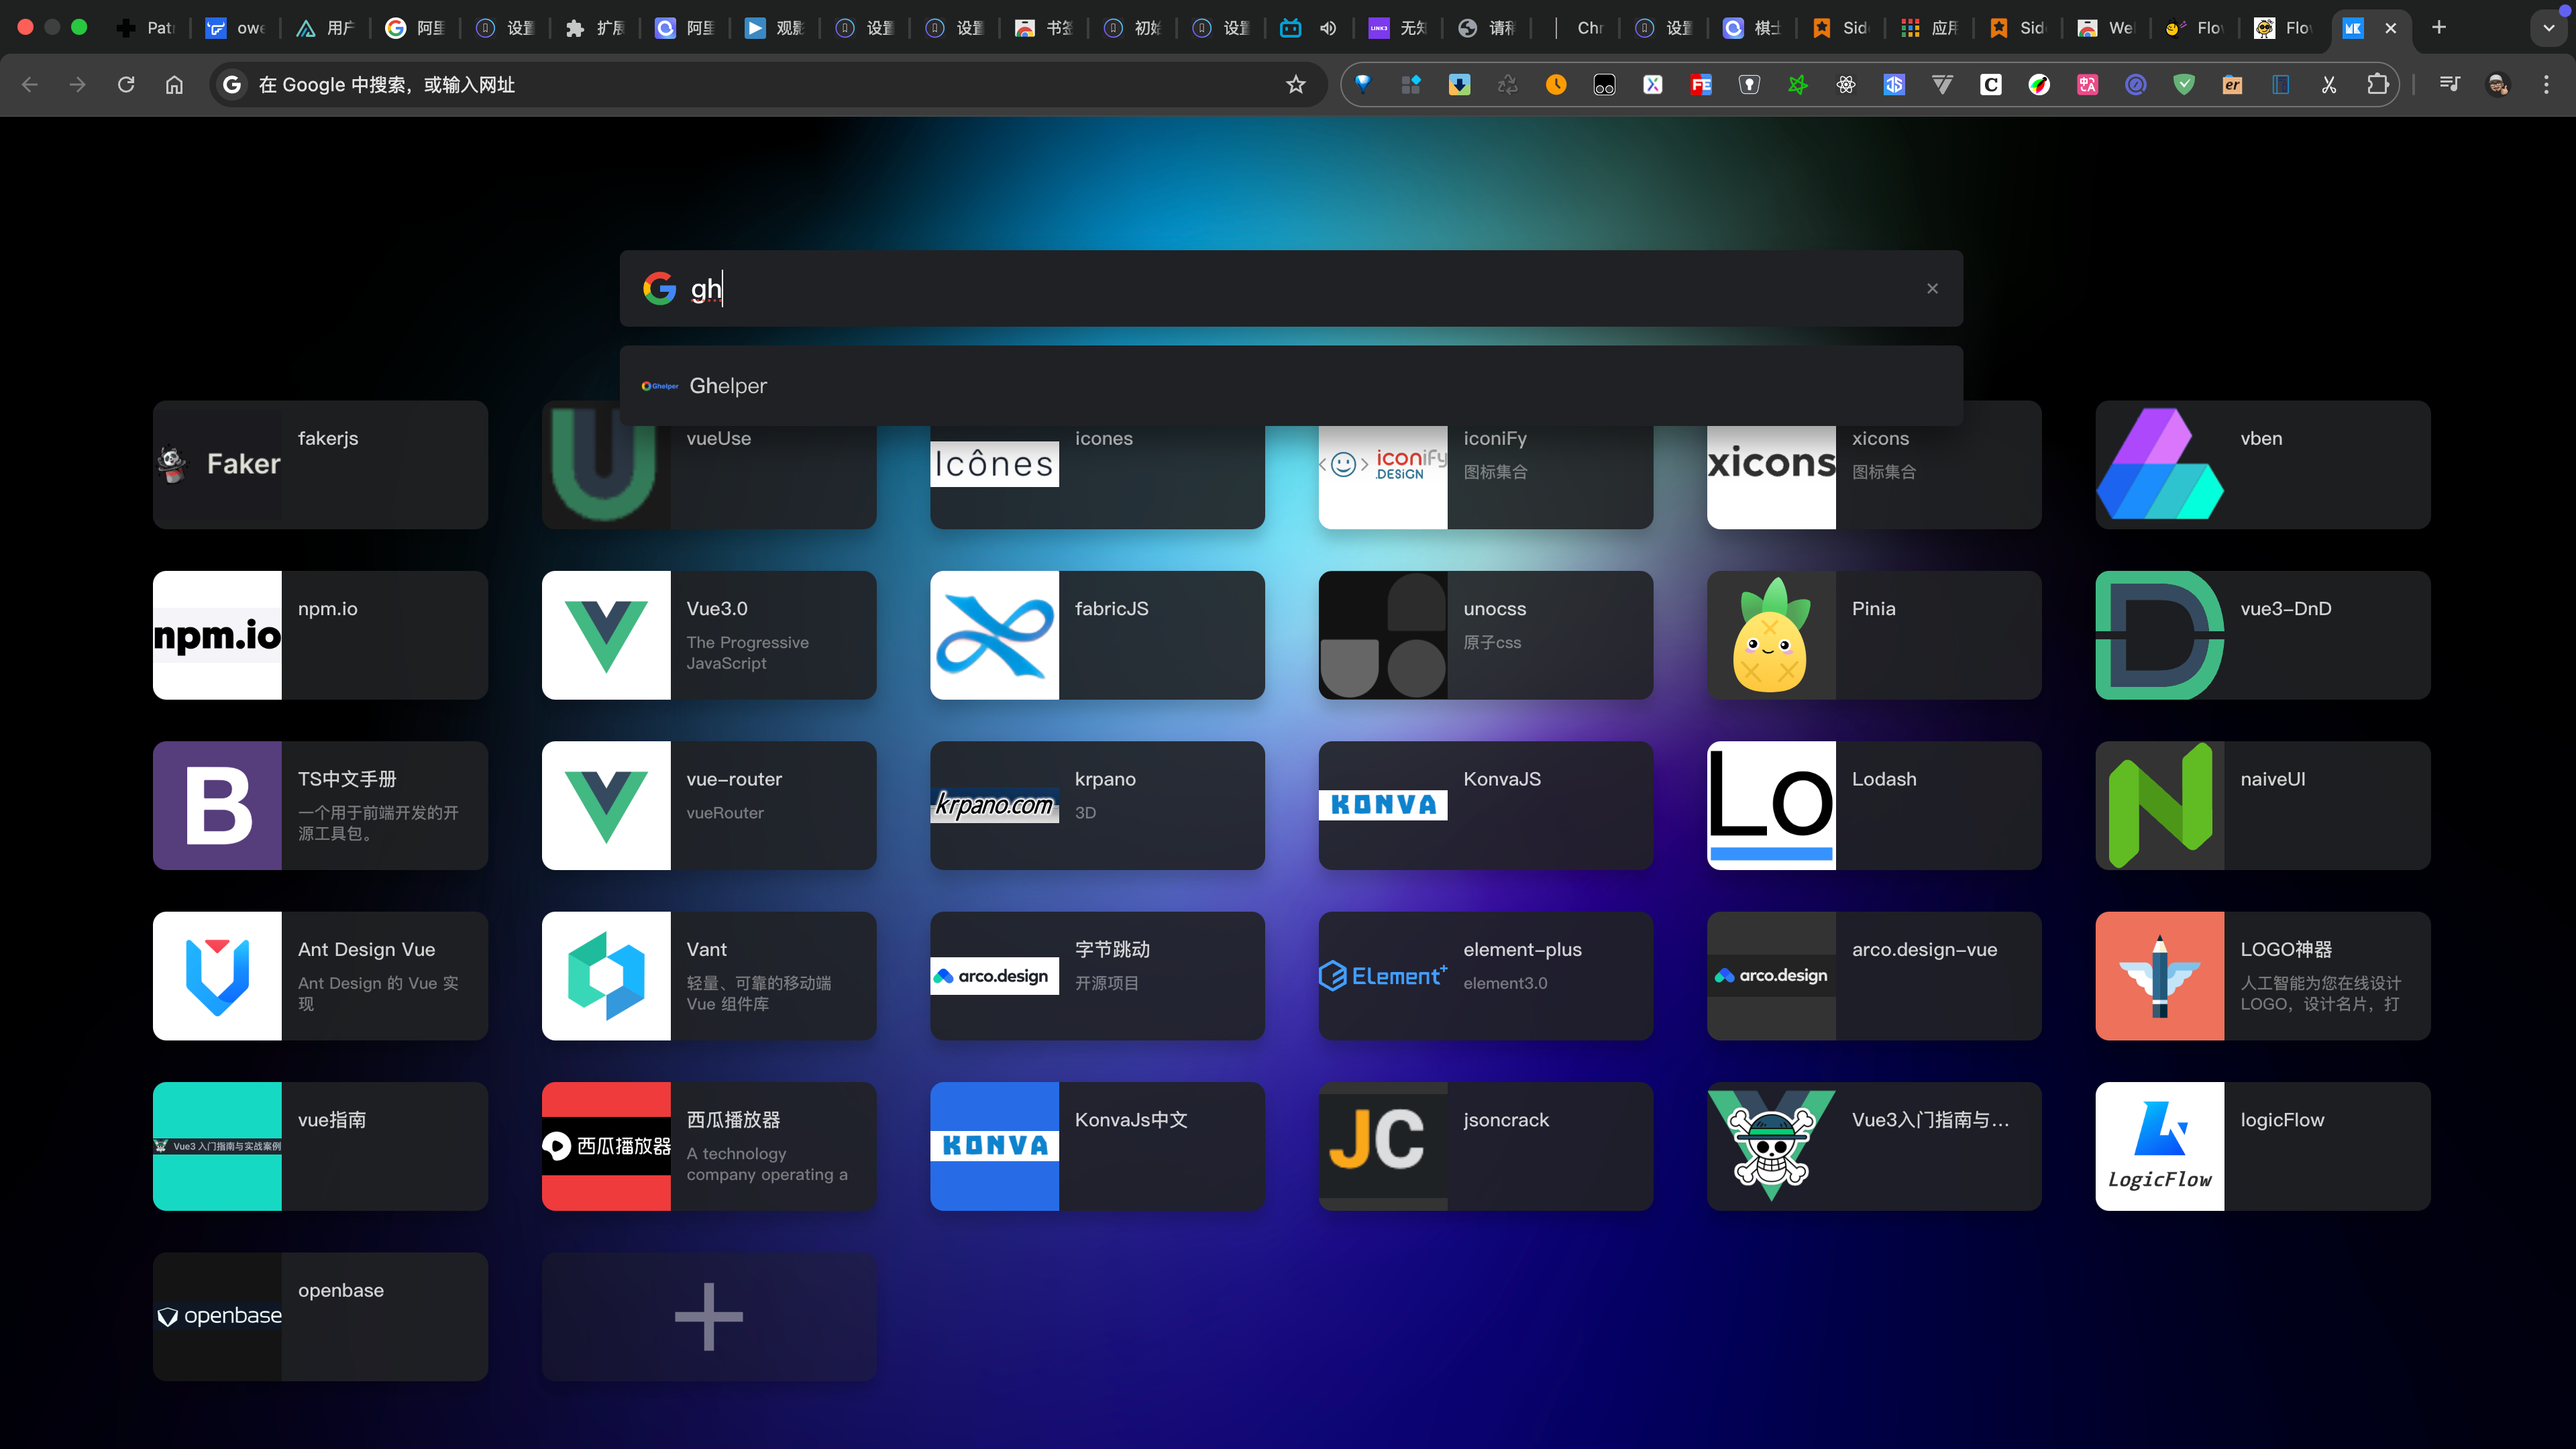 Pat
owe
用户
阿里
设置
扩展
阿里
观影
设置
设置
书签
初始
设置
LINK3
无知
请稍
Chr
设置
棋士
Sid
应用
Sid
We
Flo
Flo
MK
在 Google 中搜索，或输入网址
gh
Ghelper Ghelper
Faker fakerjs
vueUse
Icônes icones
iconiFy .DESIGN iconiFy
图标集合
xicons xicons
图标集合
vben
npm.io npm.io
Vue3.0
The Progressive
JavaScript
fabricJS
unocss
原子css
Pinia
vue3-DnD
B TS中文手册
一个用于前端开发的开
源工具包。
vue-router
vueRouter
krpano.com krpano
3D
KONVA KonvaJS
Lo Lodash
naiveUI
Ant Design Vue
Ant Design 的 Vue 实
现
Vant
轻量、可靠的移动端
Vue 组件库
arco.design 字节跳动
开源项目
Element+ element-plus
element3.0
arco.design arco.design-vue
LOGO神器
人工智能为您在线设计
LOGO，设计名片，打
Vue3 入门指南与实战案例 vue指南
西瓜播放器 西瓜播放器
A technology
company operating a
KONVA KonvaJs中文
JC jsoncrack
Vue3入门指南与...
LogicFlow logicFlow
openbase openbase